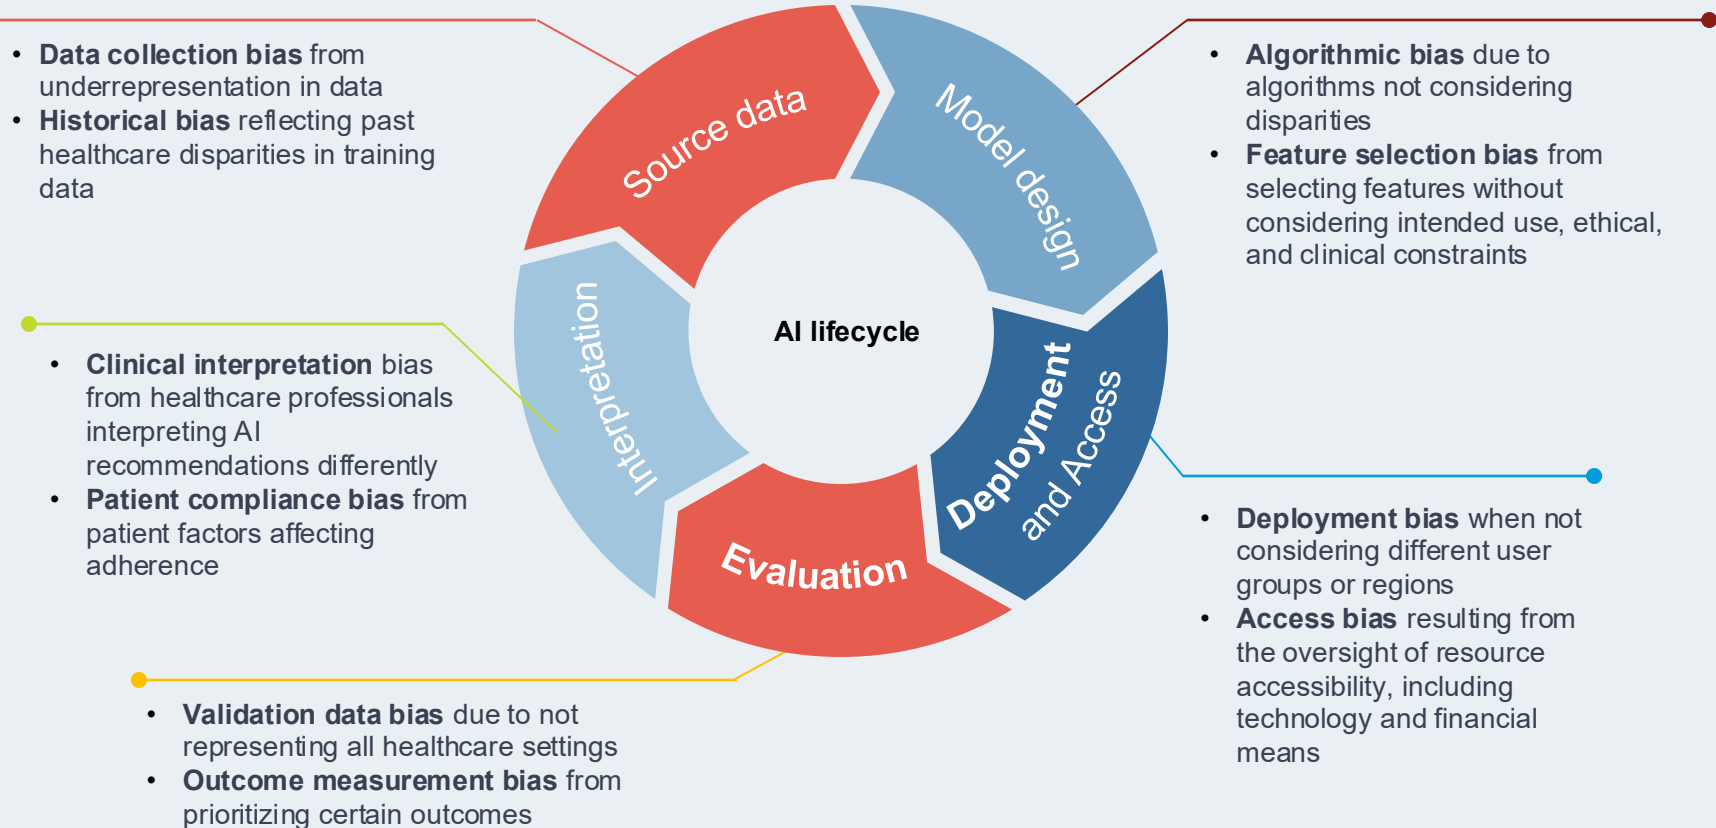 • Data collection bias from
underrepresentation in data
• Historical bias reflecting past
healthcare disparities in training
data
Source data
Model design
• Algorithmic bias due to
algorithms not considering
disparities
• Feature selection bias from
selecting features without
considering intended use, ethical,
and clinical constraints
AI lifecycle
Interpretation
• Clinical interpretation bias
from healthcare professionals
interpreting AI
recommendations differently
• Patient compliance bias from
patient factors affecting
adherence
Deployment
and Access
• Deployment bias when not
considering different user
groups or regions
• Access bias resulting from
the oversight of resource
accessibility, including
technology and financial
means
Evaluation
• Validation data bias due to not
representing all healthcare settings
• Outcome measurement bias from
prioritizing certain outcomes